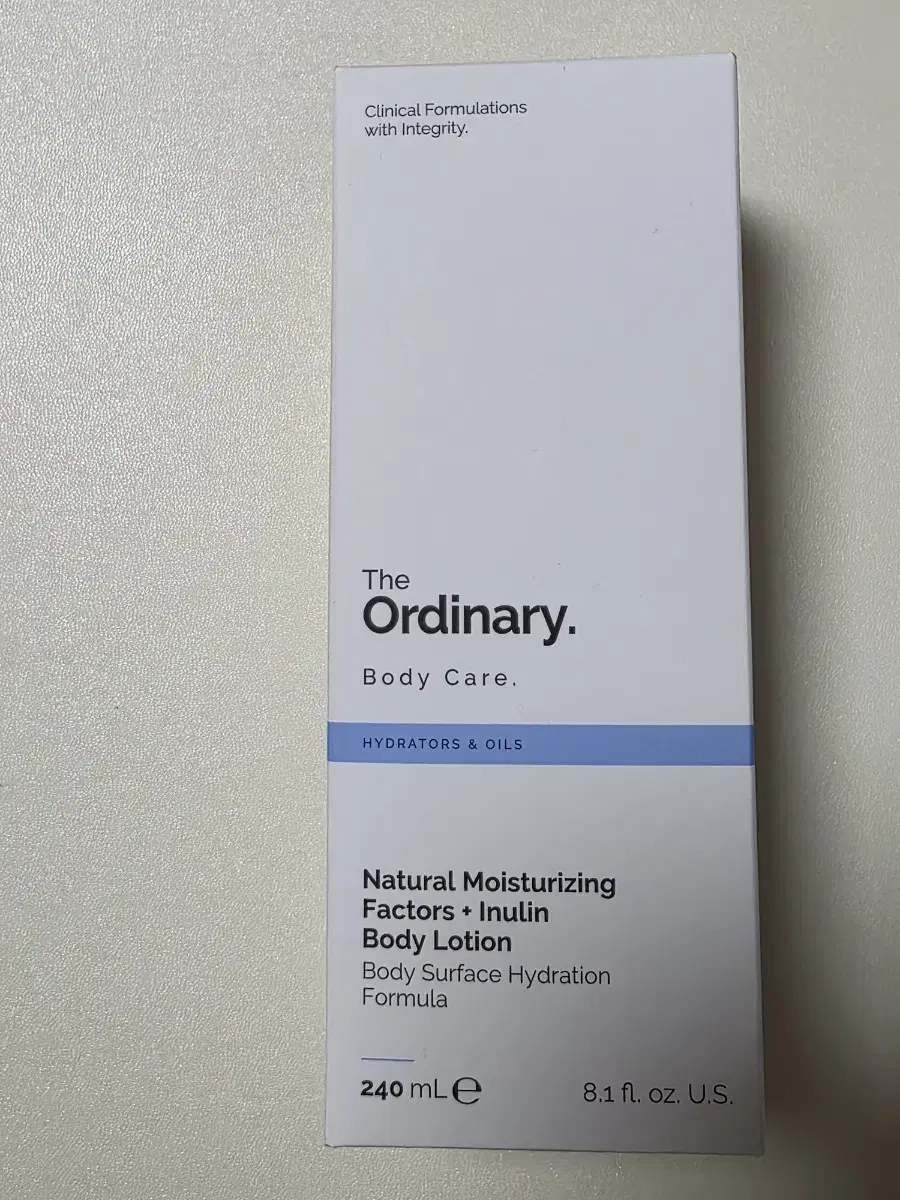 Clinical Formulations
with Integrity.
The
Ordinary.
Body Care.
HYDRATORS & OILS
Natural Moisturizing
Factors + Inulin
Body Lotion
Body Surface Hydration
Formula
240 mL ℮
8.1 fl. oz. U.S.